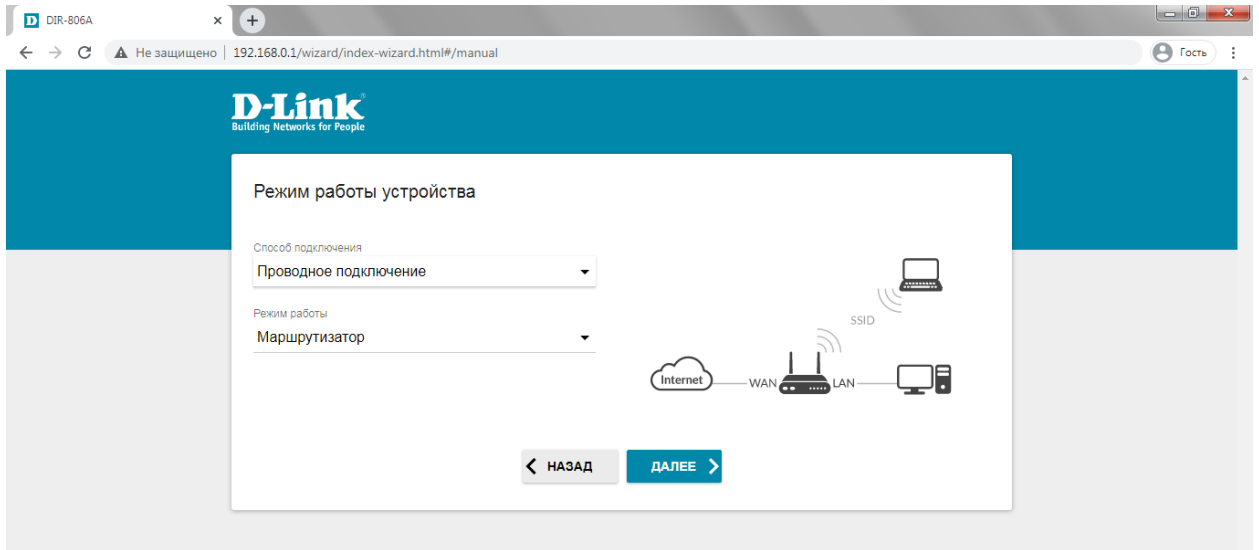 DIR-806A
Не защищено
192.168.0.1/wizard/index-wizard.html#/manual
Гость
D-Link®
Building Networks for People
Режим работы устройства
Способ подключения
Проводное подключение
Режим работы
Маршрутизатор
SSID
Internet
WAN
LAN
НАЗАД
ДАЛЕЕ